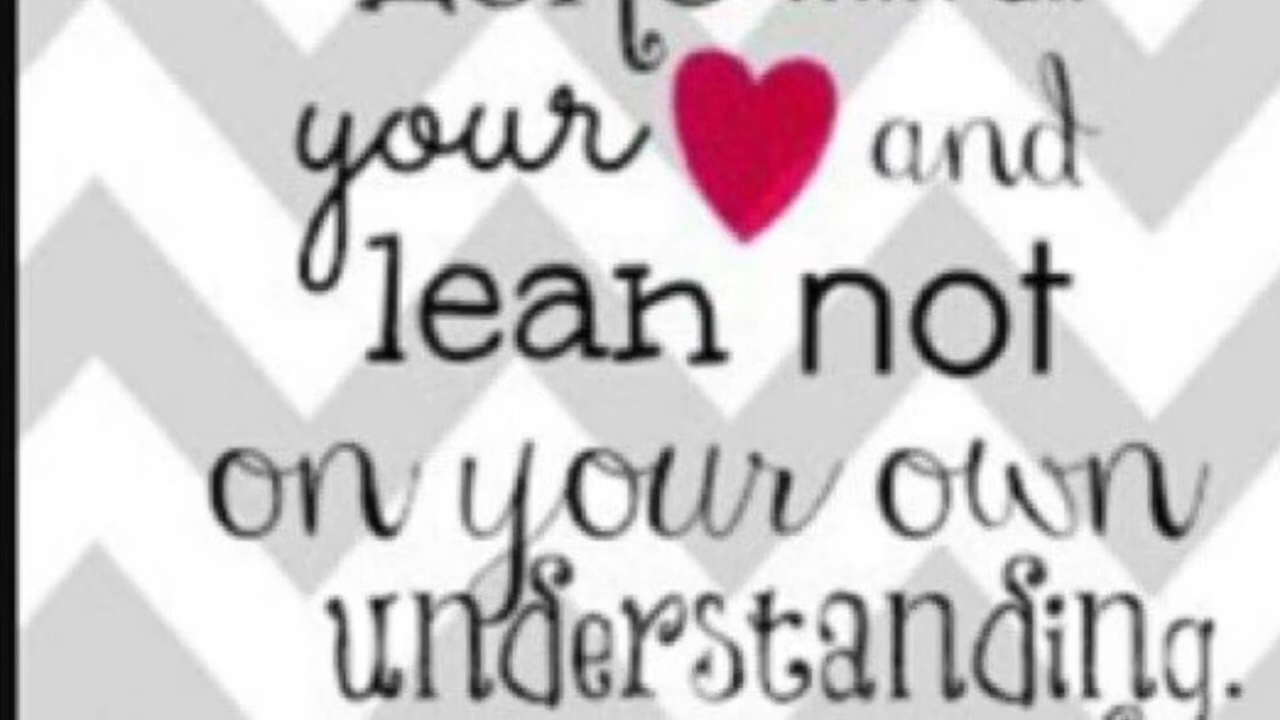 your and
lean not
on your own
understanding.